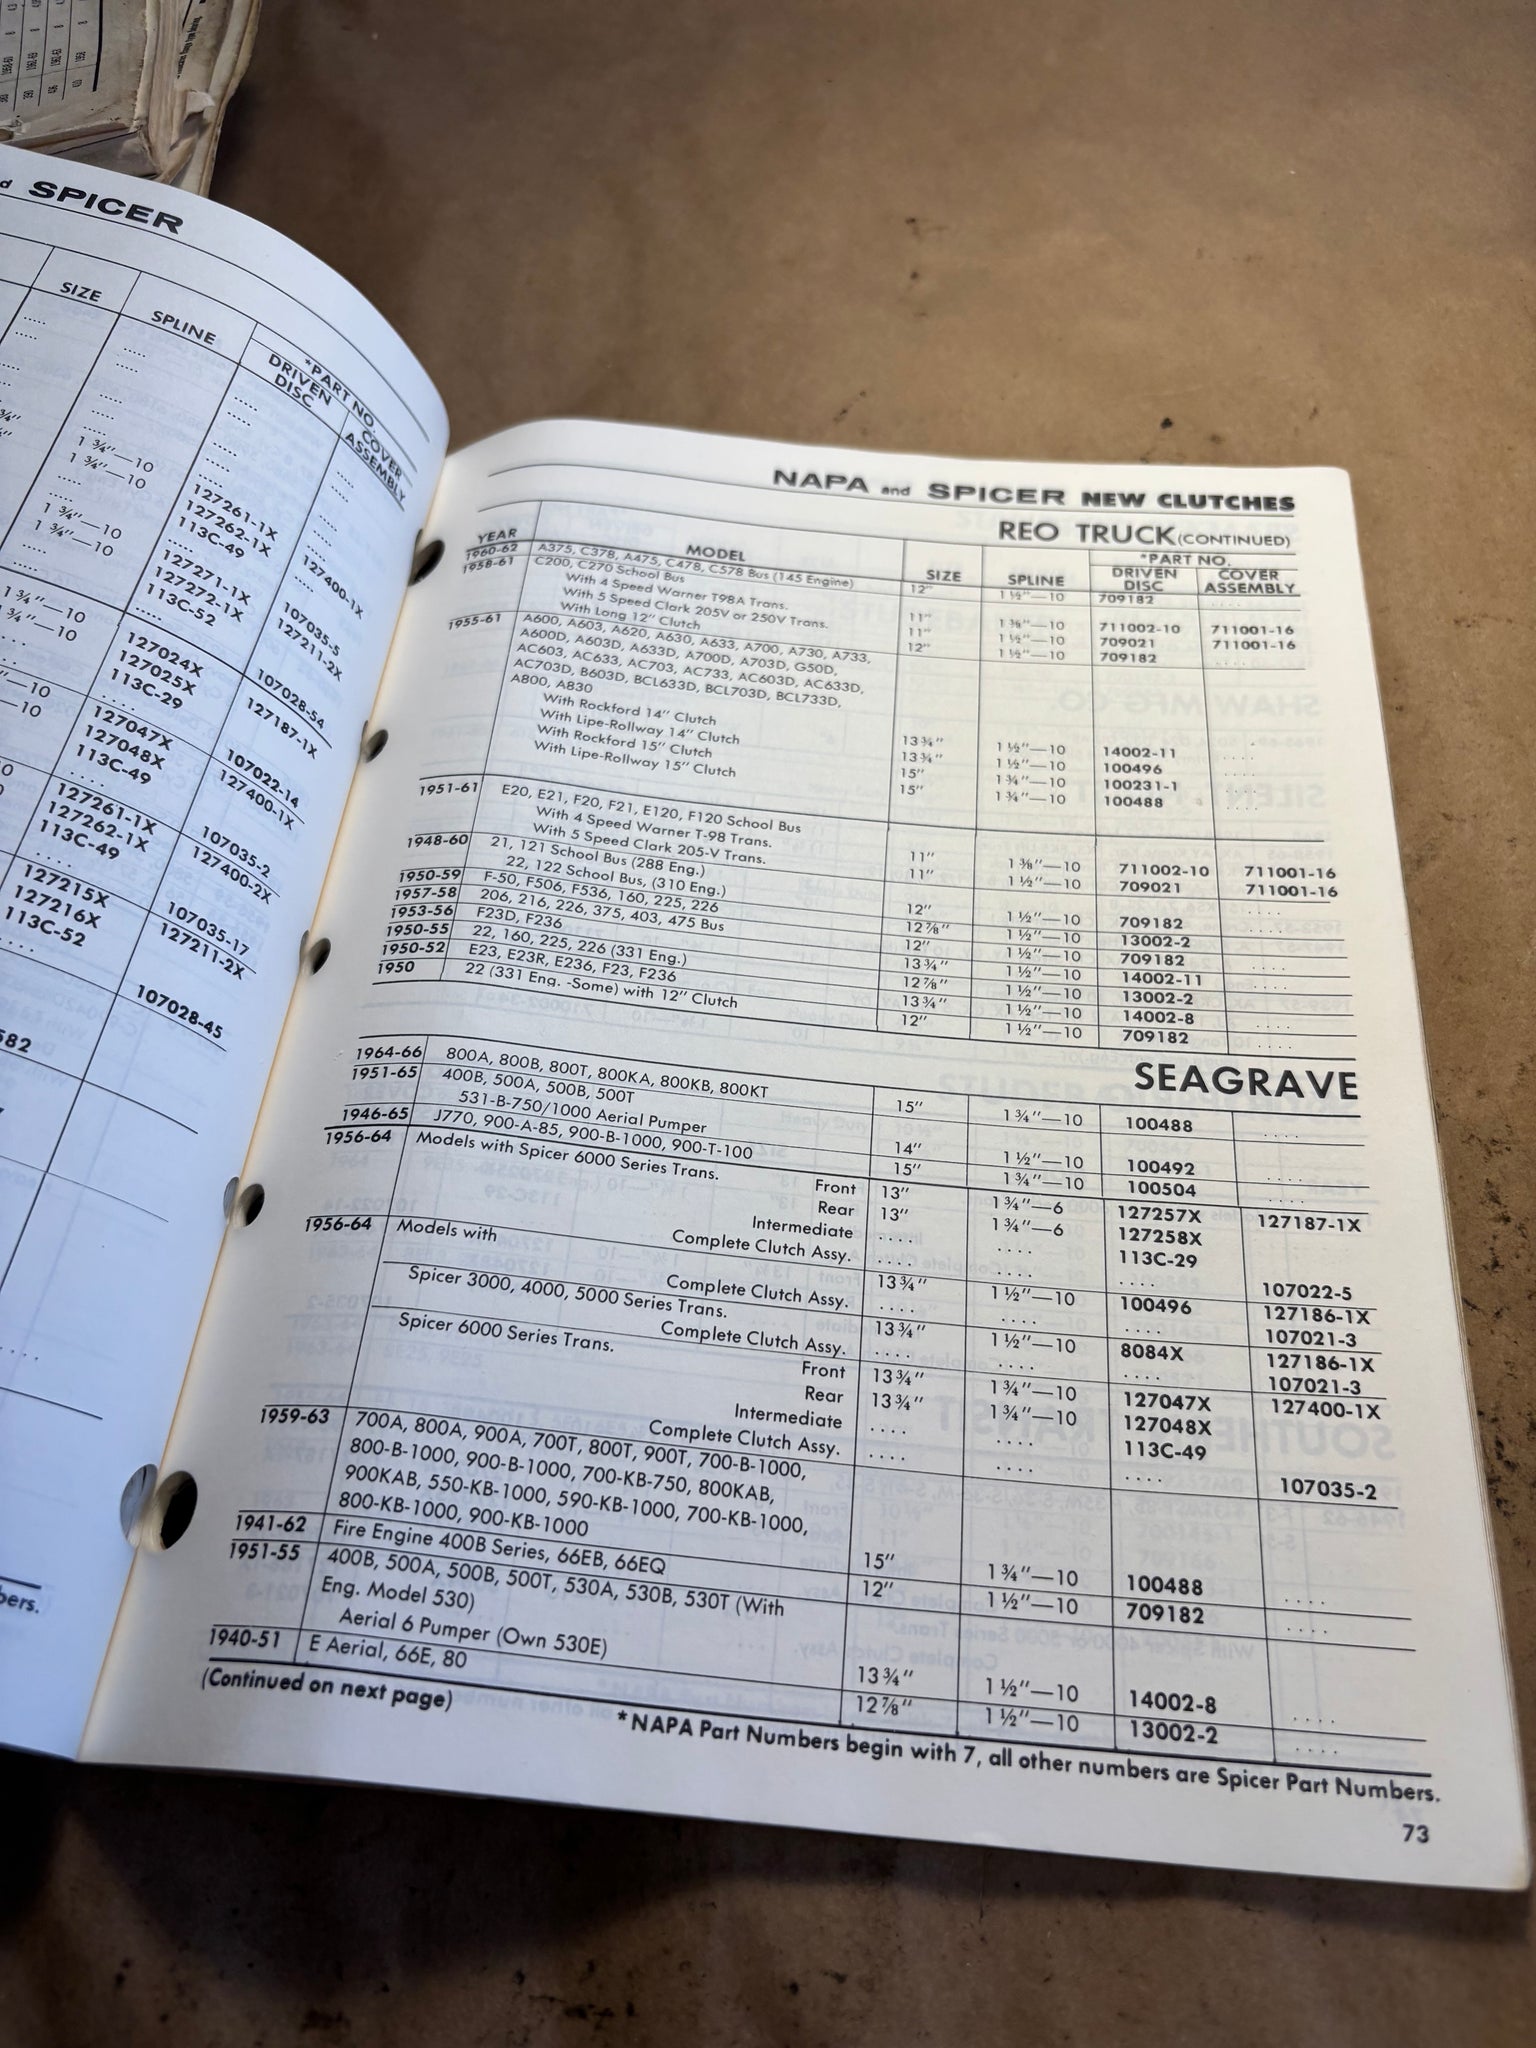 d SPICER
SIZE
SPLINE
*PART NO.
DRIVEN
DISC
COVER
ASSEMBLY
1 ¾"—10
1 ¾"—10
127261-1X
127262-1X
113C-49
127400-1X
1 ¾"—10
1 ¾"—10
127271-1X
127272-1X
113C-52
107035-5
127211-2X
127024X
127025X
113C-29
107028-54
127187-1X
127047X
127048X
113C-49
107022-14
127400-1X
127261-1X
127262-1X
113C-49
107035-2
127400-2X
127215X
127216X
113C-52
107035-17
127211-2X
107028-45
NAPA and SPICER NEW CLUTCHES
REO TRUCK (CONTINUED)
YEAR MODEL SIZE SPLINE *PART NO.
DRIVEN DISC COVER ASSEMBLY
1960-62 A375, C378, A475, C478, C578 Bus (145 Engine) 12" 1 ½"—10 709182 ....
1958-61 C200, C270 School Bus
With 4 Speed Warner T98A Trans. 11" 1 ⅜"—10 711002-10 711001-16
With 5 Speed Clark 205V or 250V Trans. 11" 1 ½"—10 709021 711001-16
With Long 12" Clutch 12" 1 ½"—10 709182 ....
1955-61 A600, A603, A620, A630, A633, A700, A730, A733,
A600D, A603D, A633D, A700D, A703D, G50D,
AC603, AC633, AC703, AC733, AC603D, AC633D,
AC703D, B603D, BCL633D, BCL703D, BCL733D,
A800, A830
With Rockford 14" Clutch 13 ¾" 1 ½"—10 14002-11 ....
With Lipe-Rollway 14" Clutch 13 ¾" 1 ½"—10 100496 ....
With Rockford 15" Clutch 15" 1 ¾"—10 100231-1
With Lipe-Rollway 15" Clutch 15" 1 ¾"—10 100488
1951-61 E20, E21, F20, F21, E120, F120 School Bus
With 4 Speed Warner T-98 Trans. 11" 1 ⅜"—10 711002-10 711001-16
With 5 Speed Clark 205-V Trans. 11" 1 ½"—10 709021 711001-16
1948-60 21, 121 School Bus (288 Eng.)
22, 122 School Bus, (310 Eng.) 12" 1 ½"—10 709182 ....
1950-59 F-50, F506, F536, 160, 225, 226 12⅞" 1 ½"—10 13002-2
1957-58 206, 216, 226, 375, 403, 475 Bus 12" 1 ½"—10 709182 ....
1953-56 F23D, F236 13 ¾" 1 ½"—10 14002-11
1950-55 22, 160, 225, 226 (331 Eng.) 12⅞" 1 ½"—10 13002-2
1950-52 E23, E23R, E236, F23, F236 13 ¾" 1 ½"—10 14002-8 ....
1950 22 (331 Eng. -Some) with 12" Clutch 12" 1 ½"—10 709182 ....
SEAGRAVE
1964-66 800A, 800B, 800T, 800KA, 800KB, 800KT 15" 1 ¾"—10 100488 ....
1951-65 400B, 500A, 500B, 500T
531-B-750/1000 Aerial Pumper 14" 1 ½"—10 100492
1946-65 J770, 900-A-85, 900-B-1000, 900-T-100 15" 1 ¾"—10 100504 ....
1956-64 Models with Spicer 6000 Series Trans. Front 13" 1 ¾"—6 127257X 127187-1X
Rear 13" 1 ¾"—6 127258X
Intermediate .... .... 113C-29
Complete Clutch Assy. .... .... .... 107022-5
1956-64 Models with 13 ¾" 1 ½"—10 100496 127186-1X
Complete Clutch Assy. .... .... .... 107021-3
Spicer 3000, 4000, 5000 Series Trans. 13 ¾" 1 ½"—10 8084X 127186-1X
Complete Clutch Assy. .... .... .... 107021-3
Spicer 6000 Series Trans. Front 13 ¾" 1 ¾"—10 127047X 127400-1X
Rear 13 ¾" 1 ¾"—10 127048X
Intermediate .... .... 113C-49
Complete Clutch Assy. .... .... .... 107035-2
1959-63 700A, 800A, 900A, 700T, 800T, 900T, 700-B-1000,
800-B-1000, 900-B-1000, 700-KB-750, 800KAB,
900KAB, 550-KB-1000, 590-KB-1000, 700-KB-1000,
800-KB-1000, 900-KB-1000 15" 1 ¾"—10 100488 ....
1941-62 Fire Engine 400B Series, 66EB, 66EQ 12" 1 ½"—10 709182 ....
1951-55 400B, 500A, 500B, 500T, 530A, 530B, 530T (With
Eng. Model 530)
Aerial 6 Pumper (Own 530E) 13 ¾" 1 ½"—10 14002-8 ....
1940-51 E Aerial, 66E, 80 12⅞" 1 ½"—10 13002-2 ....
(Continued on next page)
*NAPA Part Numbers begin with 7, all other numbers are Spicer Part Numbers.
73